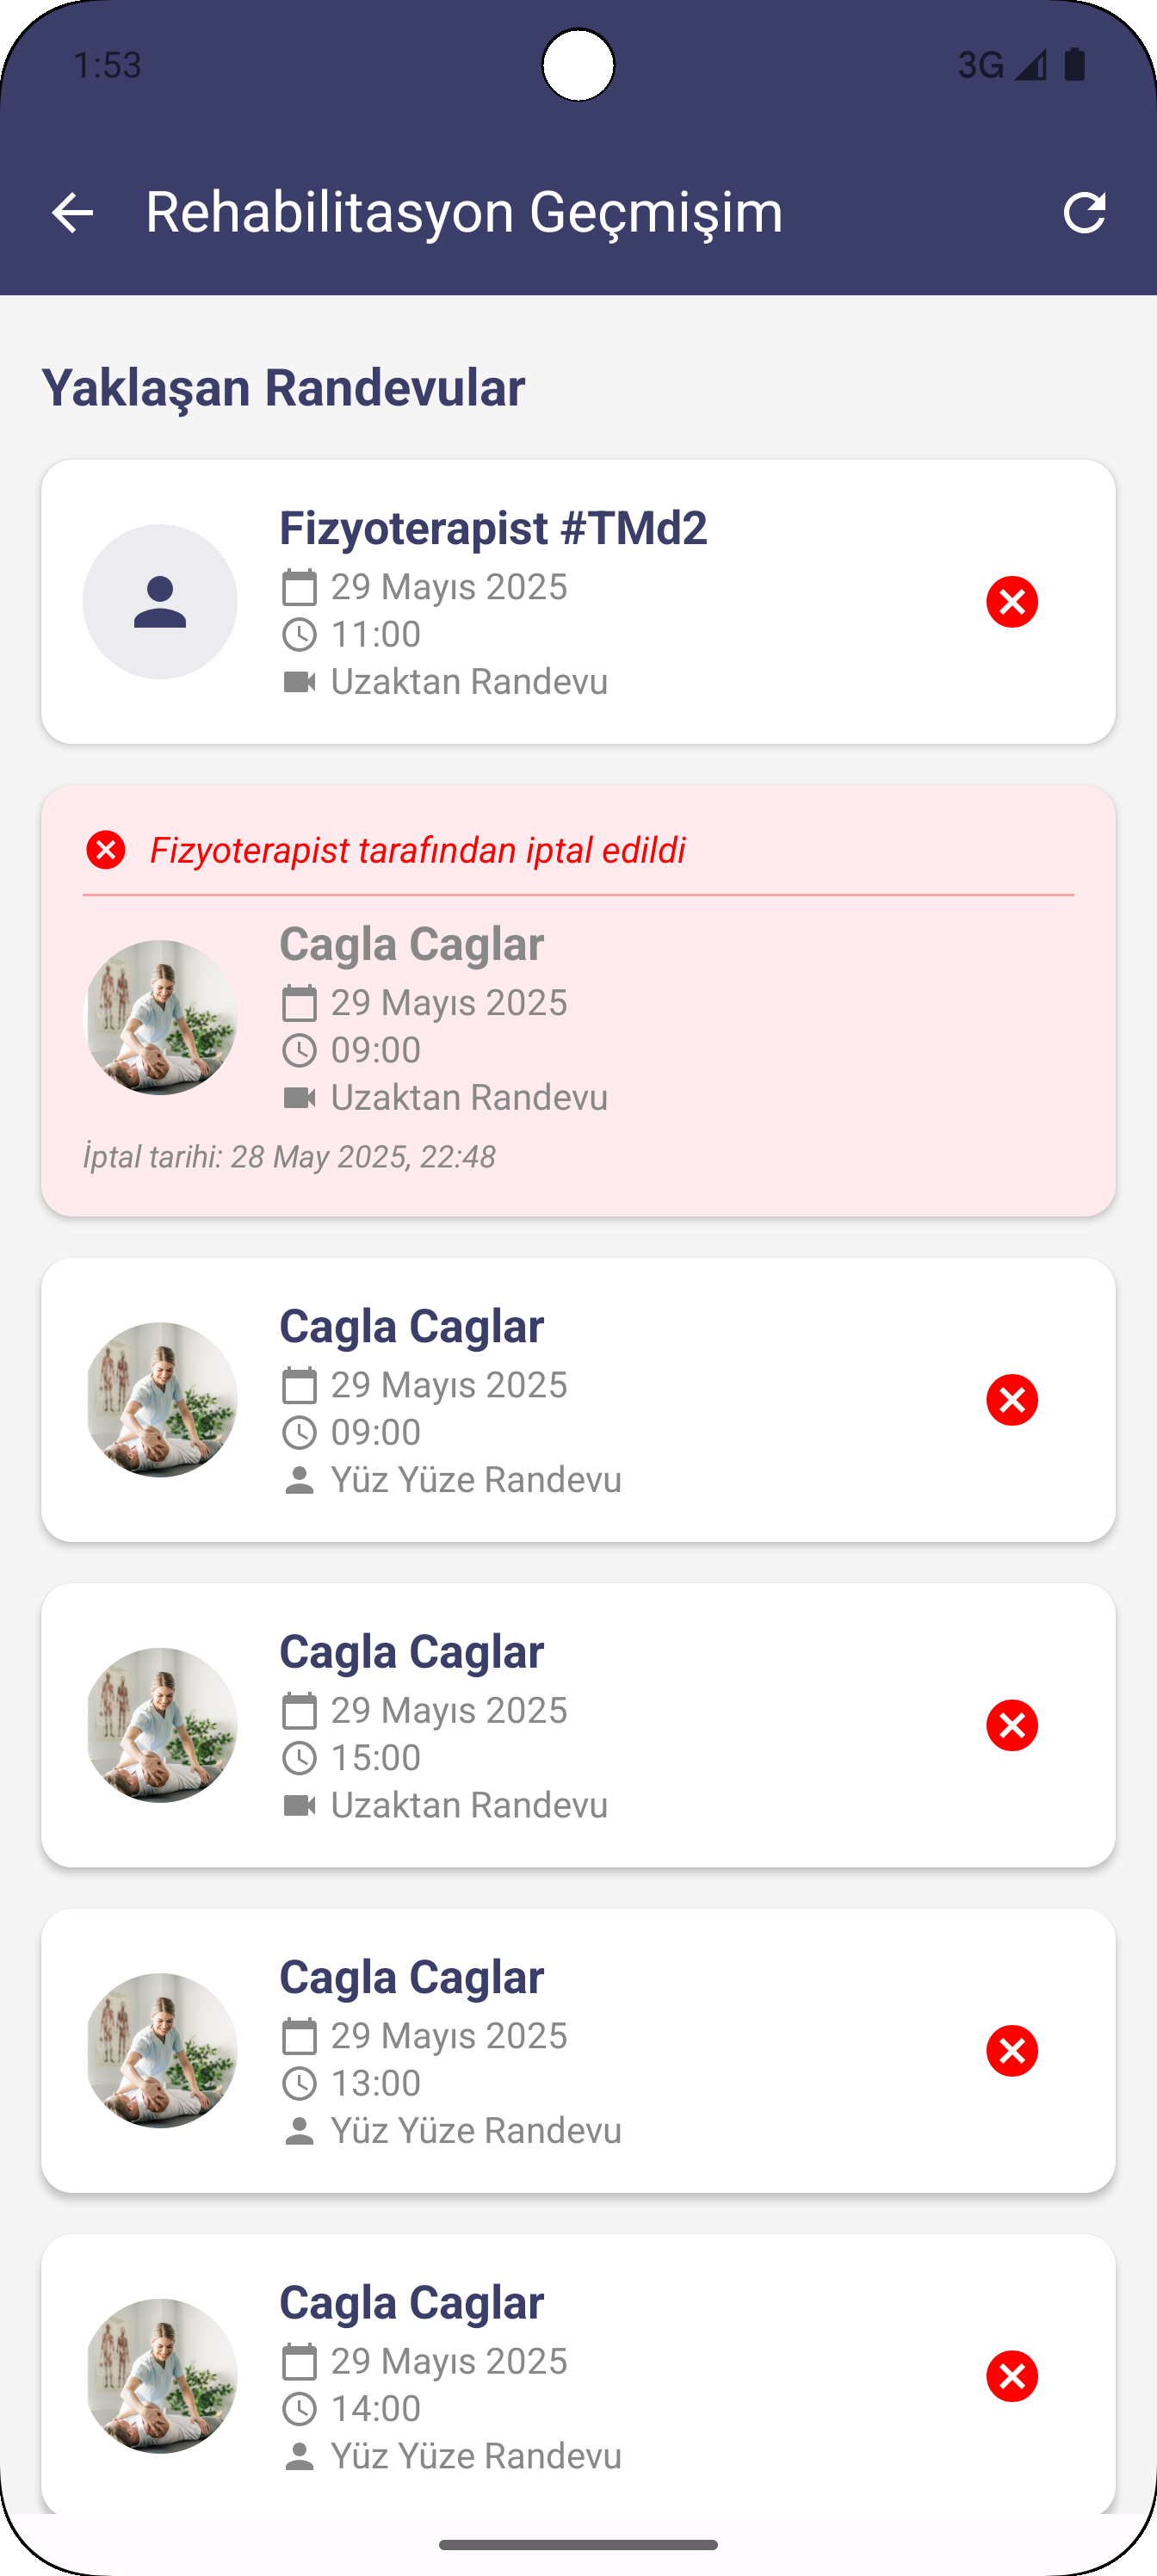 1:53
3G
Rehabilitasyon Geçmişim
Yaklaşan Randevular
Fizyoterapist #TMd2
29 Mayıs 2025
11:00
Uzaktan Randevu
Fizyoterapist tarafından iptal edildi
Cagla Caglar
29 Mayıs 2025
09:00
Uzaktan Randevu
İptal tarihi: 28 May 2025, 22:48
Cagla Caglar
29 Mayıs 2025
09:00
Yüz Yüze Randevu
Cagla Caglar
29 Mayıs 2025
15:00
Uzaktan Randevu
Cagla Caglar
29 Mayıs 2025
13:00
Yüz Yüze Randevu
Cagla Caglar
29 Mayıs 2025
14:00
Yüz Yüze Randevu